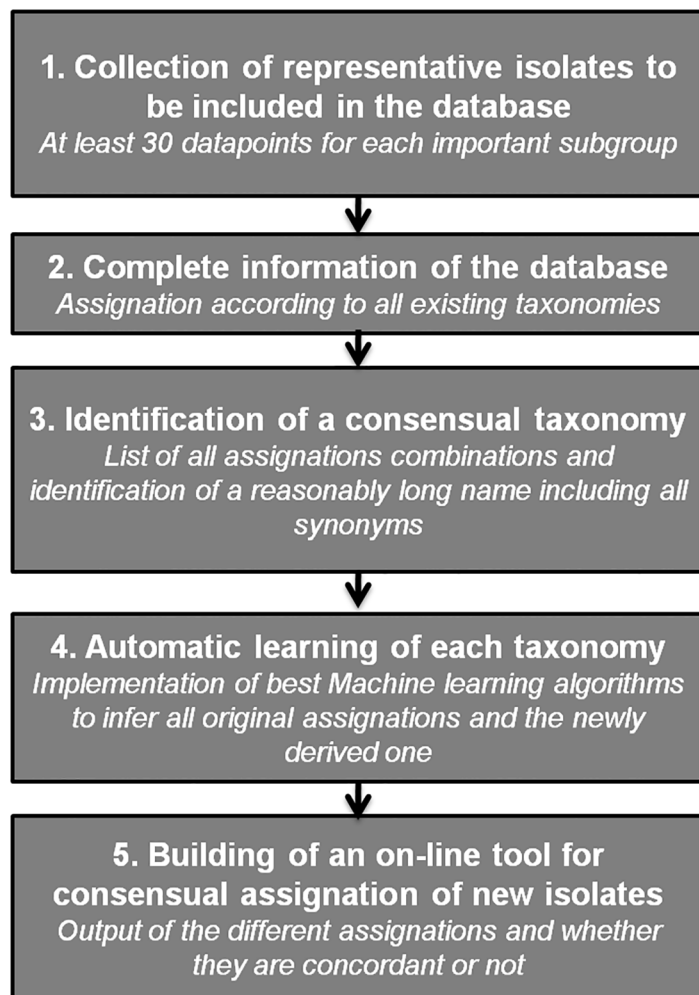 1. Collection of representative isolates to
be included in the database
At least 30 datapoints for each important subgroup
2. Complete information of the database
Assignation according to all existing taxonomies
3. Identification of a consensual taxonomy
List of all assignations combinations and
identification of a reasonably long name including all
synonyms
4. Automatic learning of each taxonomy
Implementation of best Machine learning algorithms
to infer all original assignations and the newly
derived one
5. Building of an on-line tool for
consensual assignation of new isolates
Output of the different assignations and whether
they are concordant or not